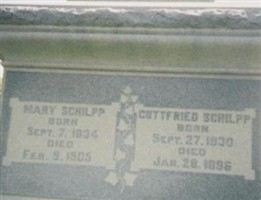 MARY SCHILPP
BORN
SEPT. 7, 1834
DIED
FEB. 9, 1905
GOTTFRIED SCHILPP
BORN
SEPT. 27, 1830
DIED
JAN. 28, 1896